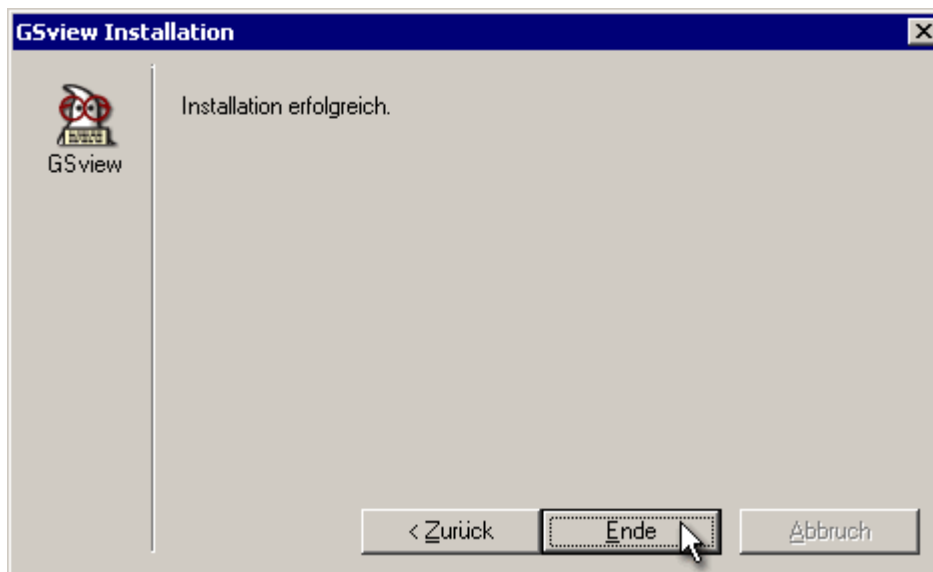 GSview Installation
Installation erfolgreich.
GSview
< Zurück
Ende
Abbruch